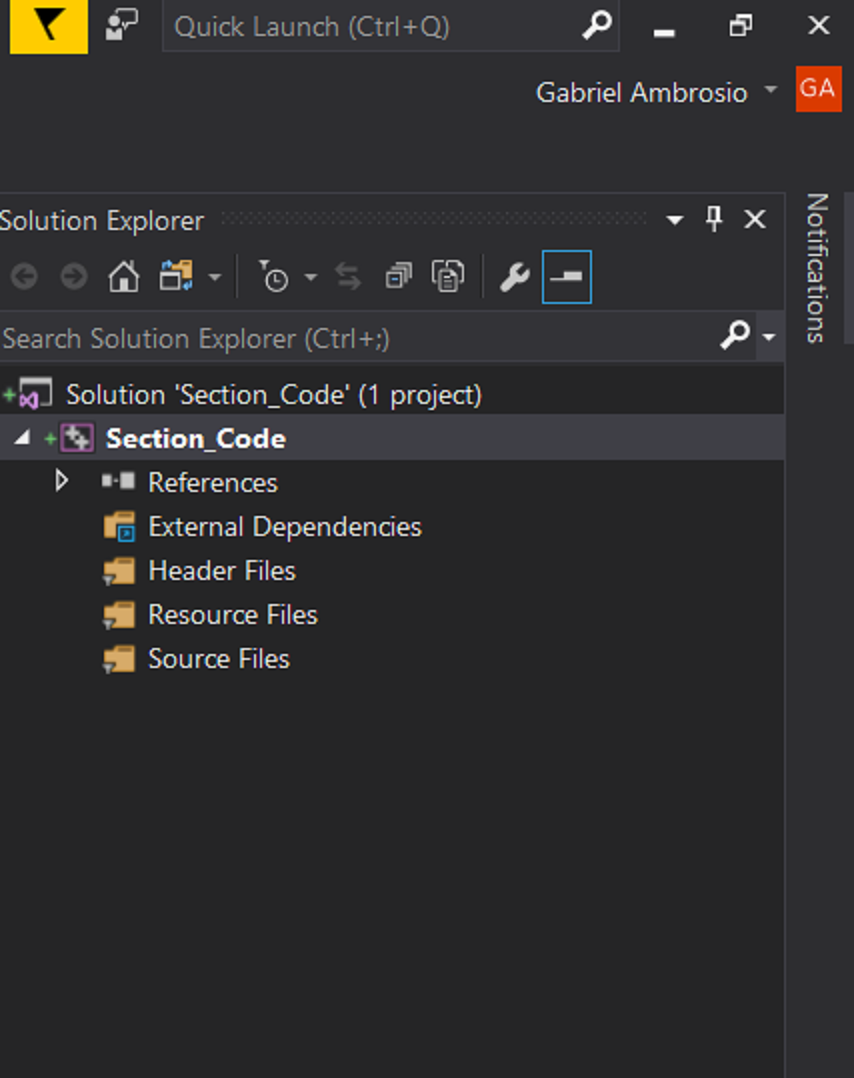 Quick Launch (Ctrl+Q)
Gabriel Ambrosio
GA
Solution Explorer
Notifications
Search Solution Explorer (Ctrl+;)
Solution 'Section_Code' (1 project)
Section_Code
References
External Dependencies
Header Files
Resource Files
Source Files